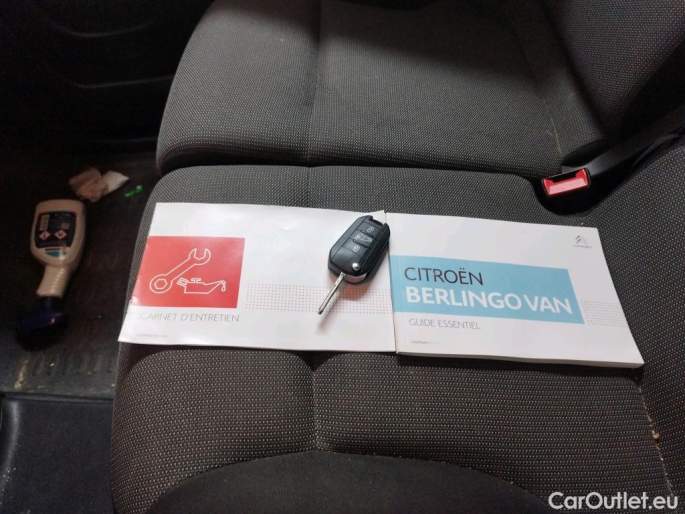 CARNET D'ENTRETIEN
CITROËN
BERLINGO VAN
GUIDE ESSENTIEL
CarOutlet.eu